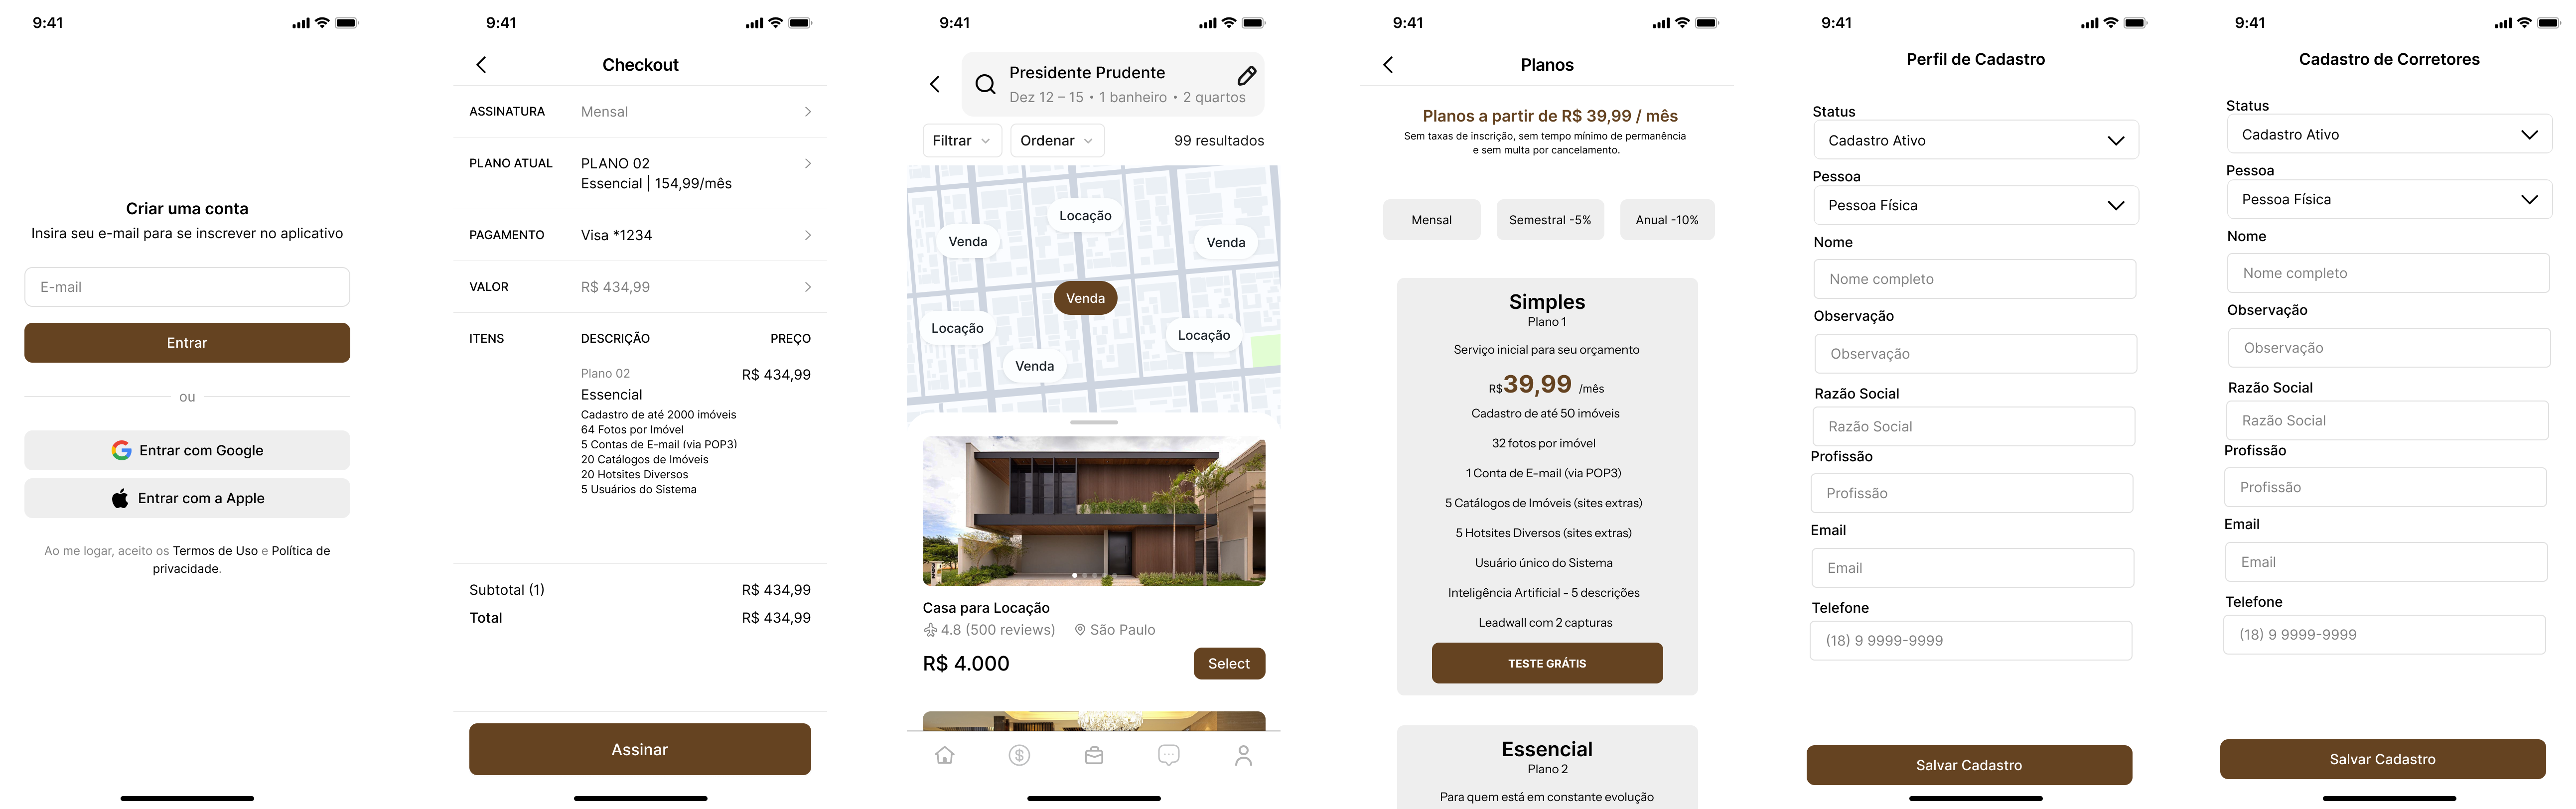 9:41
Criar uma conta
Insira seu e-mail para se inscrever no aplicativo
E-mail
Entrar
ou
Entrar com Google
Entrar com a Apple
Ao me logar, aceito os Termos de Uso e Política de
privacidade.
9:41
Checkout
ASSINATURA Mensal
PLANO ATUAL PLANO 02
Essencial | 154,99/mês
PAGAMENTO Visa *1234
VALOR R$ 434,99
ITENS DESCRIÇÃO PREÇO
Plano 02 R$ 434,99
Essencial
Cadastro de até 2000 imóveis
64 Fotos por Imóvel
5 Contas de E-mail (via POP3)
20 Catálogos de Imóveis
20 Hotsites Diversos
5 Usuários do Sistema
Subtotal (1) R$ 434,99
Total R$ 434,99
Assinar
9:41
Presidente Prudente
Dez 12 – 15 • 1 banheiro • 2 quartos
Filtrar Ordenar 99 resultados
Locação
Venda Venda
Venda
Locação Locação
Venda
Casa para Locação
4.8 (500 reviews) São Paulo
R$ 4.000 Select
9:41
Planos
Planos a partir de R$ 39,99 / mês
Sem taxas de inscrição, sem tempo mínimo de permanência
e sem multa por cancelamento.
Mensal Semestral -5% Anual -10%
Simples
Plano 1
Serviço inicial para seu orçamento
R$39,99 /mês
Cadastro de até 50 imóveis
32 fotos por imóvel
1 Conta de E-mail (via POP3)
5 Catálogos de Imóveis (sites extras)
5 Hotsites Diversos (sites extras)
Usuário único do Sistema
Inteligência Artificial - 5 descrições
Leadwall com 2 capturas
TESTE GRÁTIS
Essencial
Plano 2
Para quem está em constante evolução
9:41
Perfil de Cadastro
Status
Cadastro Ativo
Pessoa
Pessoa Física
Nome
Nome completo
Observação
Observação
Razão Social
Razão Social
Profissão
Profissão
Email
Email
Telefone
(18) 9 9999-9999
Salvar Cadastro
9:41
Cadastro de Corretores
Status
Cadastro Ativo
Pessoa
Pessoa Física
Nome
Nome completo
Observação
Observação
Razão Social
Razão Social
Profissão
Profissão
Email
Email
Telefone
(18) 9 9999-9999
Salvar Cadastro